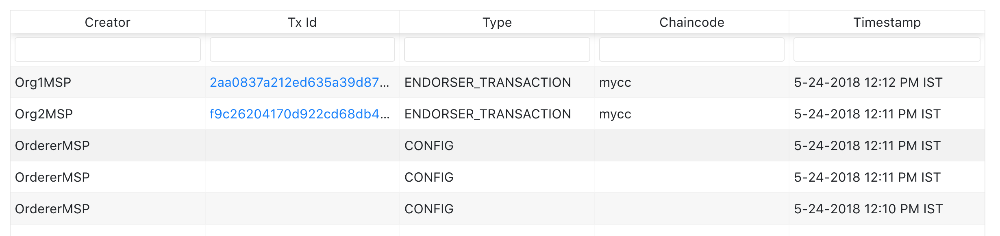 Creator Tx Id Type Chaincode Timestamp
Org1MSP 2aa0837a212ed635a39d87... ENDORSER_TRANSACTION mycc 5-24-2018 12:12 PM IST
Org2MSP f9c26204170d922cd68db4... ENDORSER_TRANSACTION mycc 5-24-2018 12:11 PM IST
OrdererMSP CONFIG 5-24-2018 12:11 PM IST
OrdererMSP CONFIG 5-24-2018 12:11 PM IST
OrdererMSP CONFIG 5-24-2018 12:10 PM IST